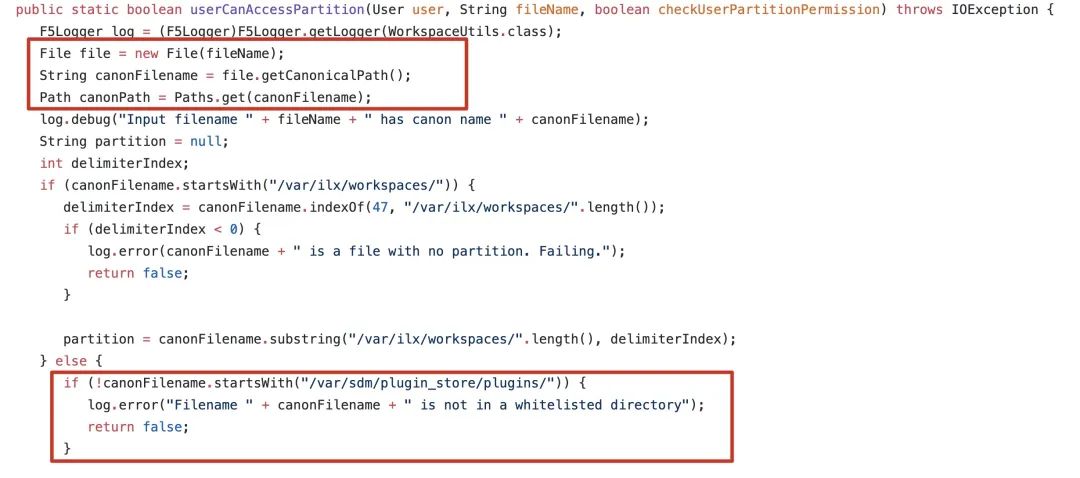 public static boolean userCanAccessPartition(User user, String fileName, boolean checkUserPartitionPermission) throws IOException {
F5Logger log = (F5Logger)F5Logger.getLogger(WorkspaceUtils.class);
File file = new File(fileName);
String canonFilename = file.getCanonicalPath();
Path canonPath = Paths.get(canonFilename);
log.debug("Input filename " + fileName + " has canon name " + canonFilename);
String partition = null;
int delimiterIndex;
if (canonFilename.startsWith("/var/ilx/workspaces/")) {
delimiterIndex = canonFilename.indexOf(47, "/var/ilx/workspaces/".length());
if (delimiterIndex < 0) {
log.error(canonFilename + " is a file with no partition. Failing.");
return false;
}
partition = canonFilename.substring("/var/ilx/workspaces/".length(), delimiterIndex);
} else {
if (!canonFilename.startsWith("/var/sdm/plugin_store/plugins/")) {
log.error("Filename " + canonFilename + " is not in a whitelisted directory");
return false;
}